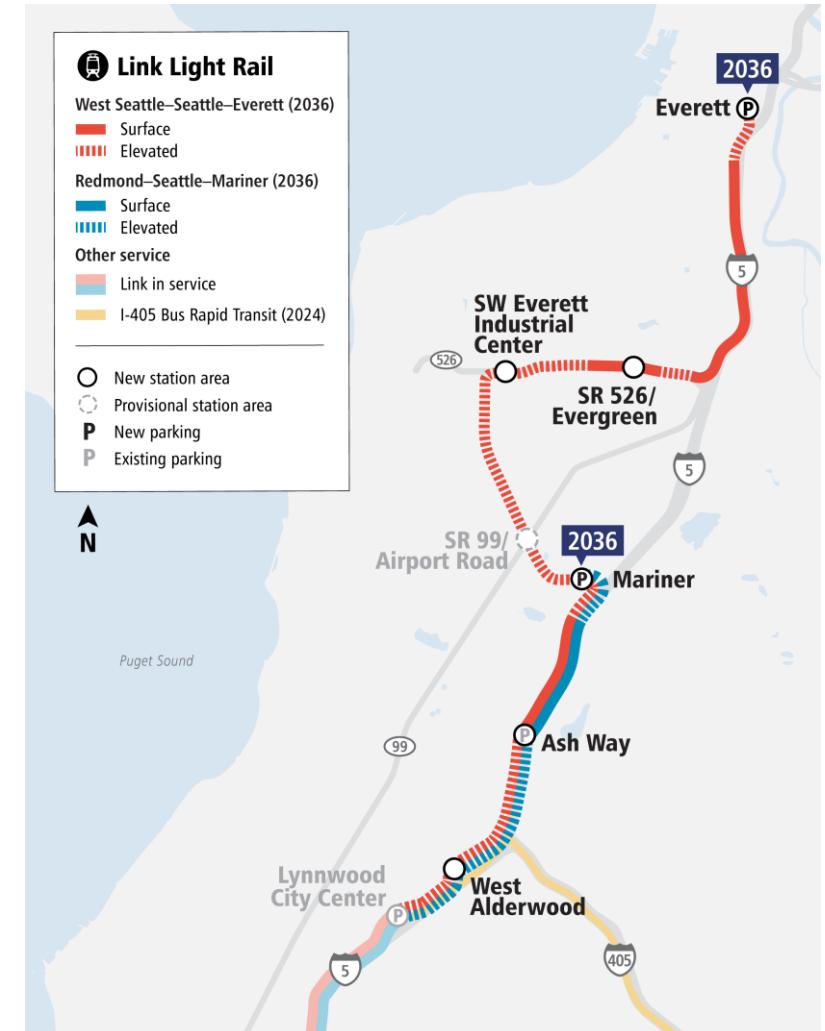 Link Light Rail
West Seattle–Seattle–Everett (2036)
Surface
Elevated
Redmond–Seattle–Mariner (2036)
Surface
Elevated
Other service
Link in service
I-405 Bus Rapid Transit (2024)
New station area
Provisional station area
P New parking
P Existing parking
N
2036
Everett P
5
SW Everett
Industrial
Center
526
SR 526/
Evergreen
5
SR 99/
Airport Road
2036
P Mariner
Puget Sound
P
Ash Way
99
Lynnwood
City Center
P
West
Alderwood
5
405